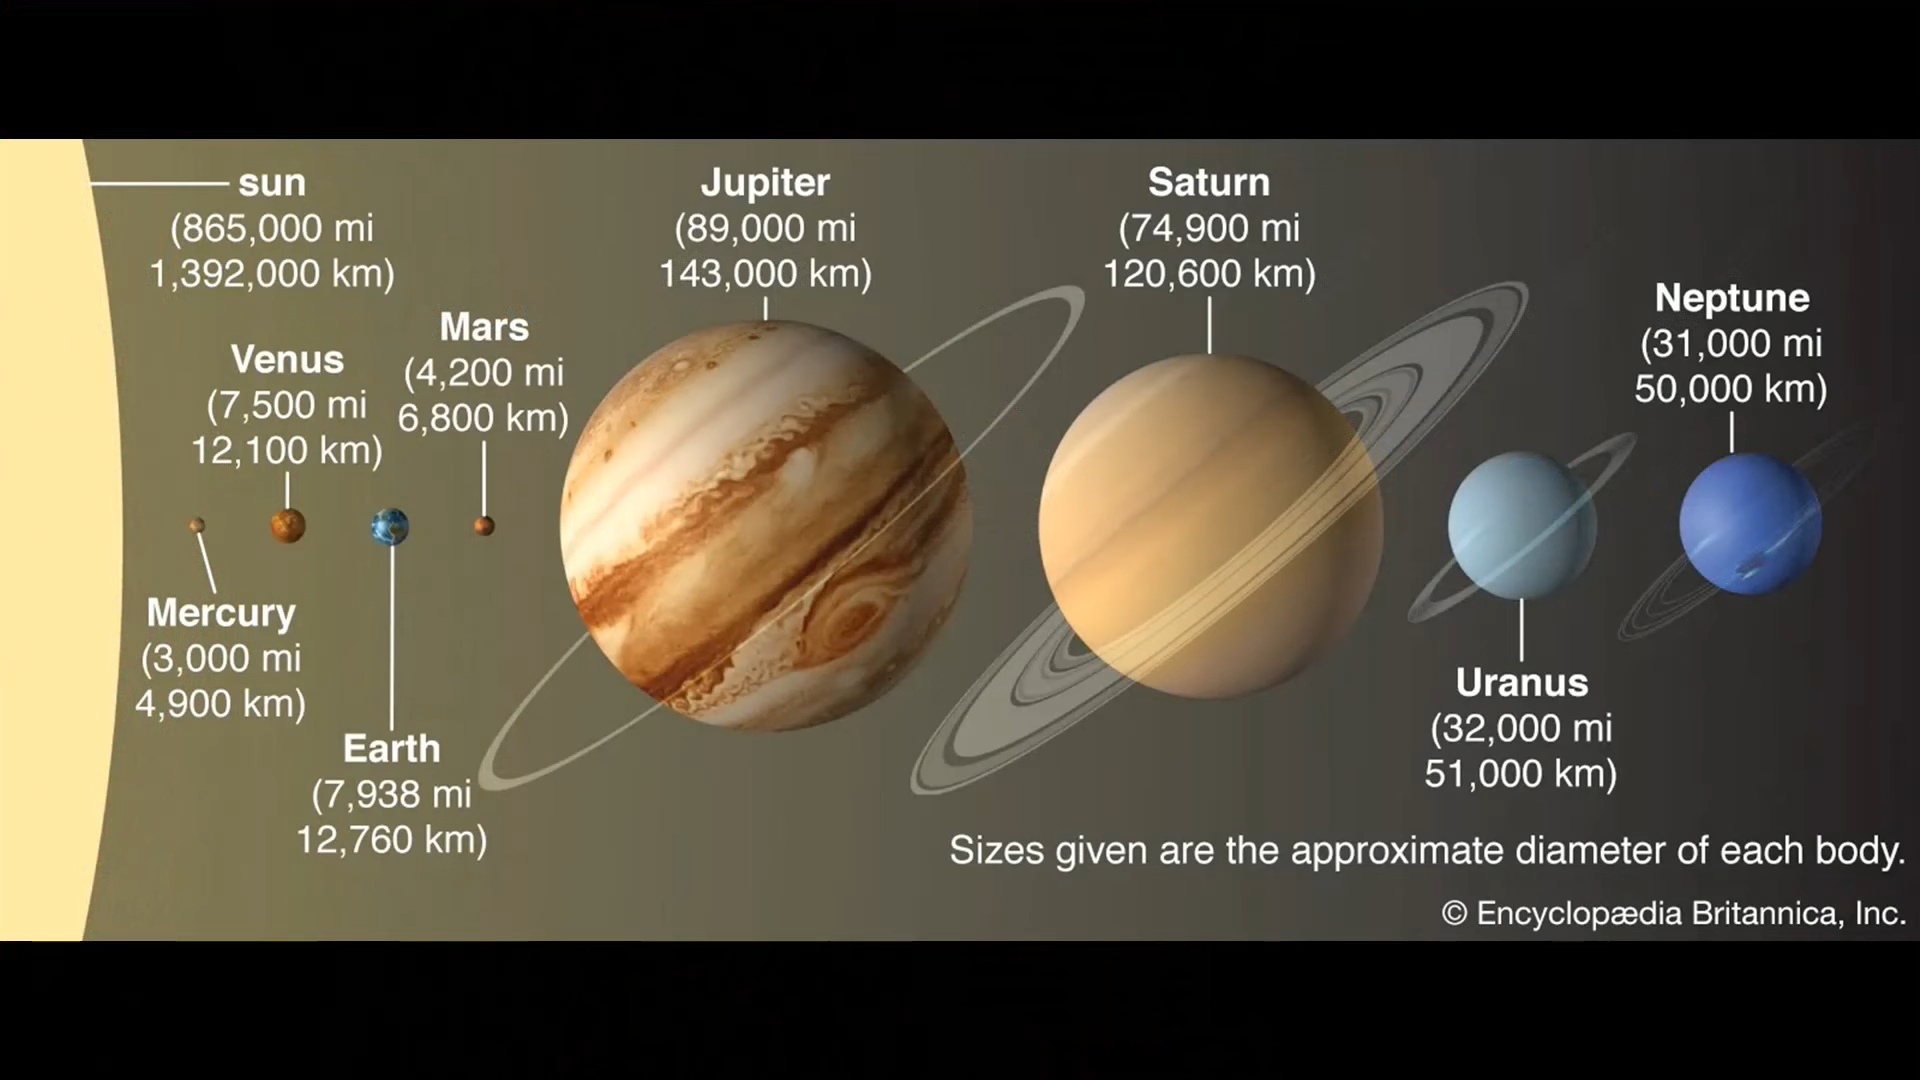 sun
(865,000 mi
1,392,000 km)
Venus
(7,500 mi
12,100 km)
Mars
(4,200 mi
6,800 km)
Mercury
(3,000 mi
4,900 km)
Earth
(7,938 mi
12,760 km)
Jupiter
(89,000 mi
143,000 km)
Saturn
(74,900 mi
120,600 km)
Uranus
(32,000 mi
51,000 km)
Neptune
(31,000 mi
50,000 km)
Sizes given are the approximate diameter of each body.
© Encyclopædia Britannica, Inc.